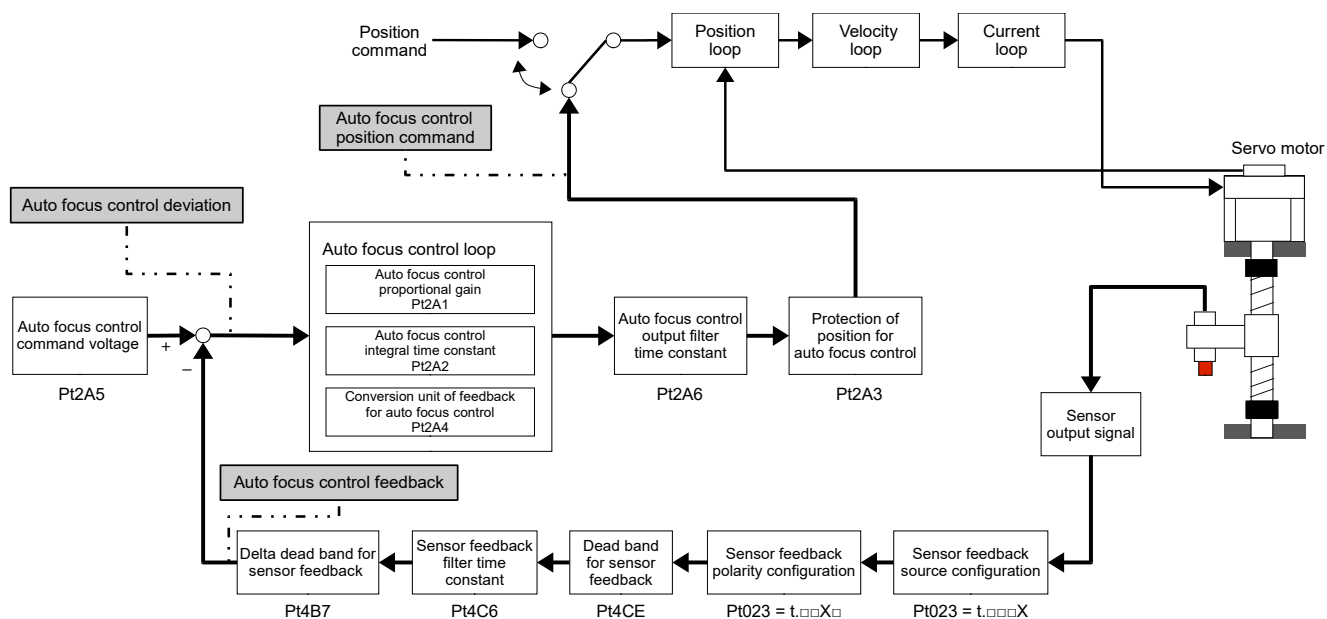 Position
command
Position
loop
Velocity
loop
Current
loop
Auto focus control
position command
Servo motor
Auto focus control deviation
Auto focus control loop
Auto focus control
proportional gain
Pt2A1
Auto focus control
integral time constant
Pt2A2
Conversion unit of feedback
for auto focus control
Pt2A4
Auto focus control
command voltage
Pt2A5
+
−
Auto focus control
output filter
time constant
Pt2A6
Protection of
position for
auto focus control
Pt2A3
Sensor
output signal
Auto focus control feedback
Delta dead band for
sensor feedback
Pt4B7
Sensor feedback
filter time
constant
Pt4C6
Dead band
for sensor
feedback
Pt4CE
Sensor feedback
polarity configuration
Pt023 = t.□□X□
Sensor feedback
source configuration
Pt023 = t.□□□X